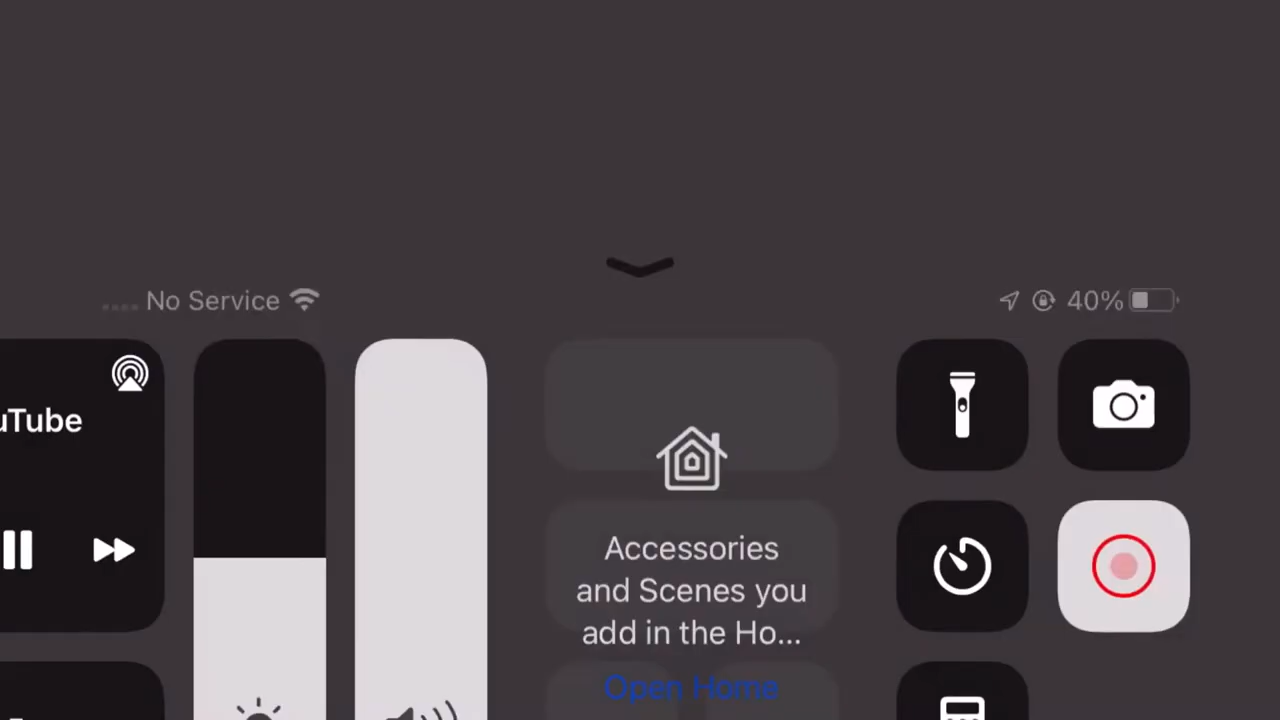 No Service
40%
uTube
Accessories
and Scenes you
add in the Ho...
Open Home